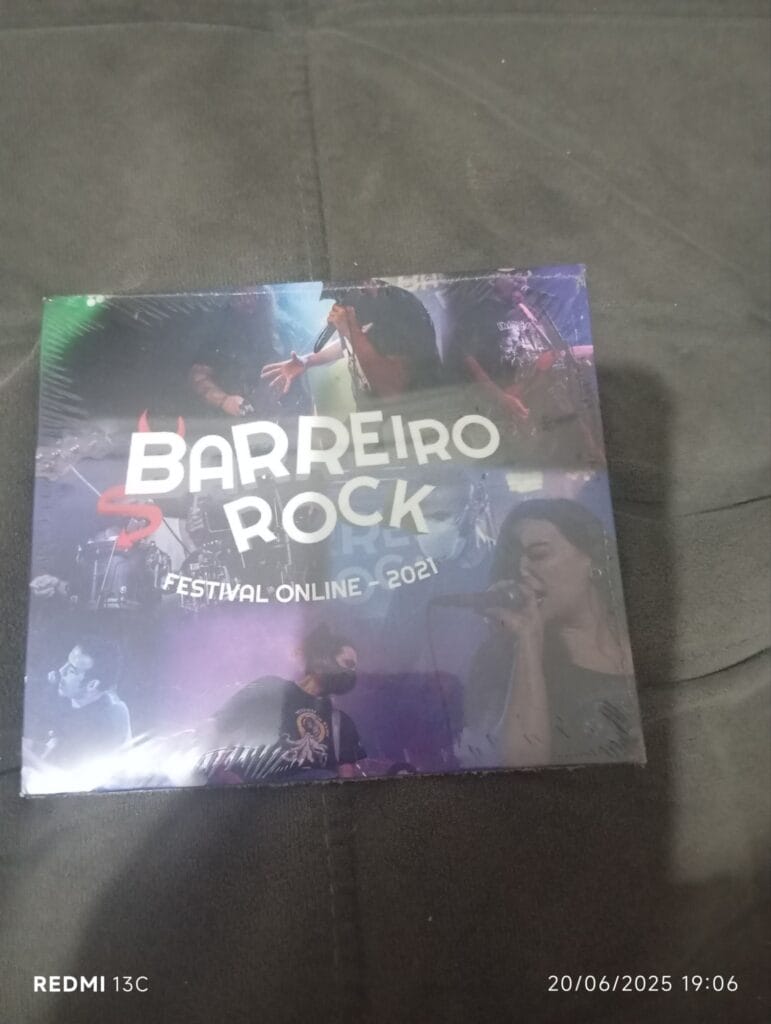 BARREIRO
ROCK
FESTIVAL ONLINE - 2021
REDMI 13C
20/06/2025 19:06